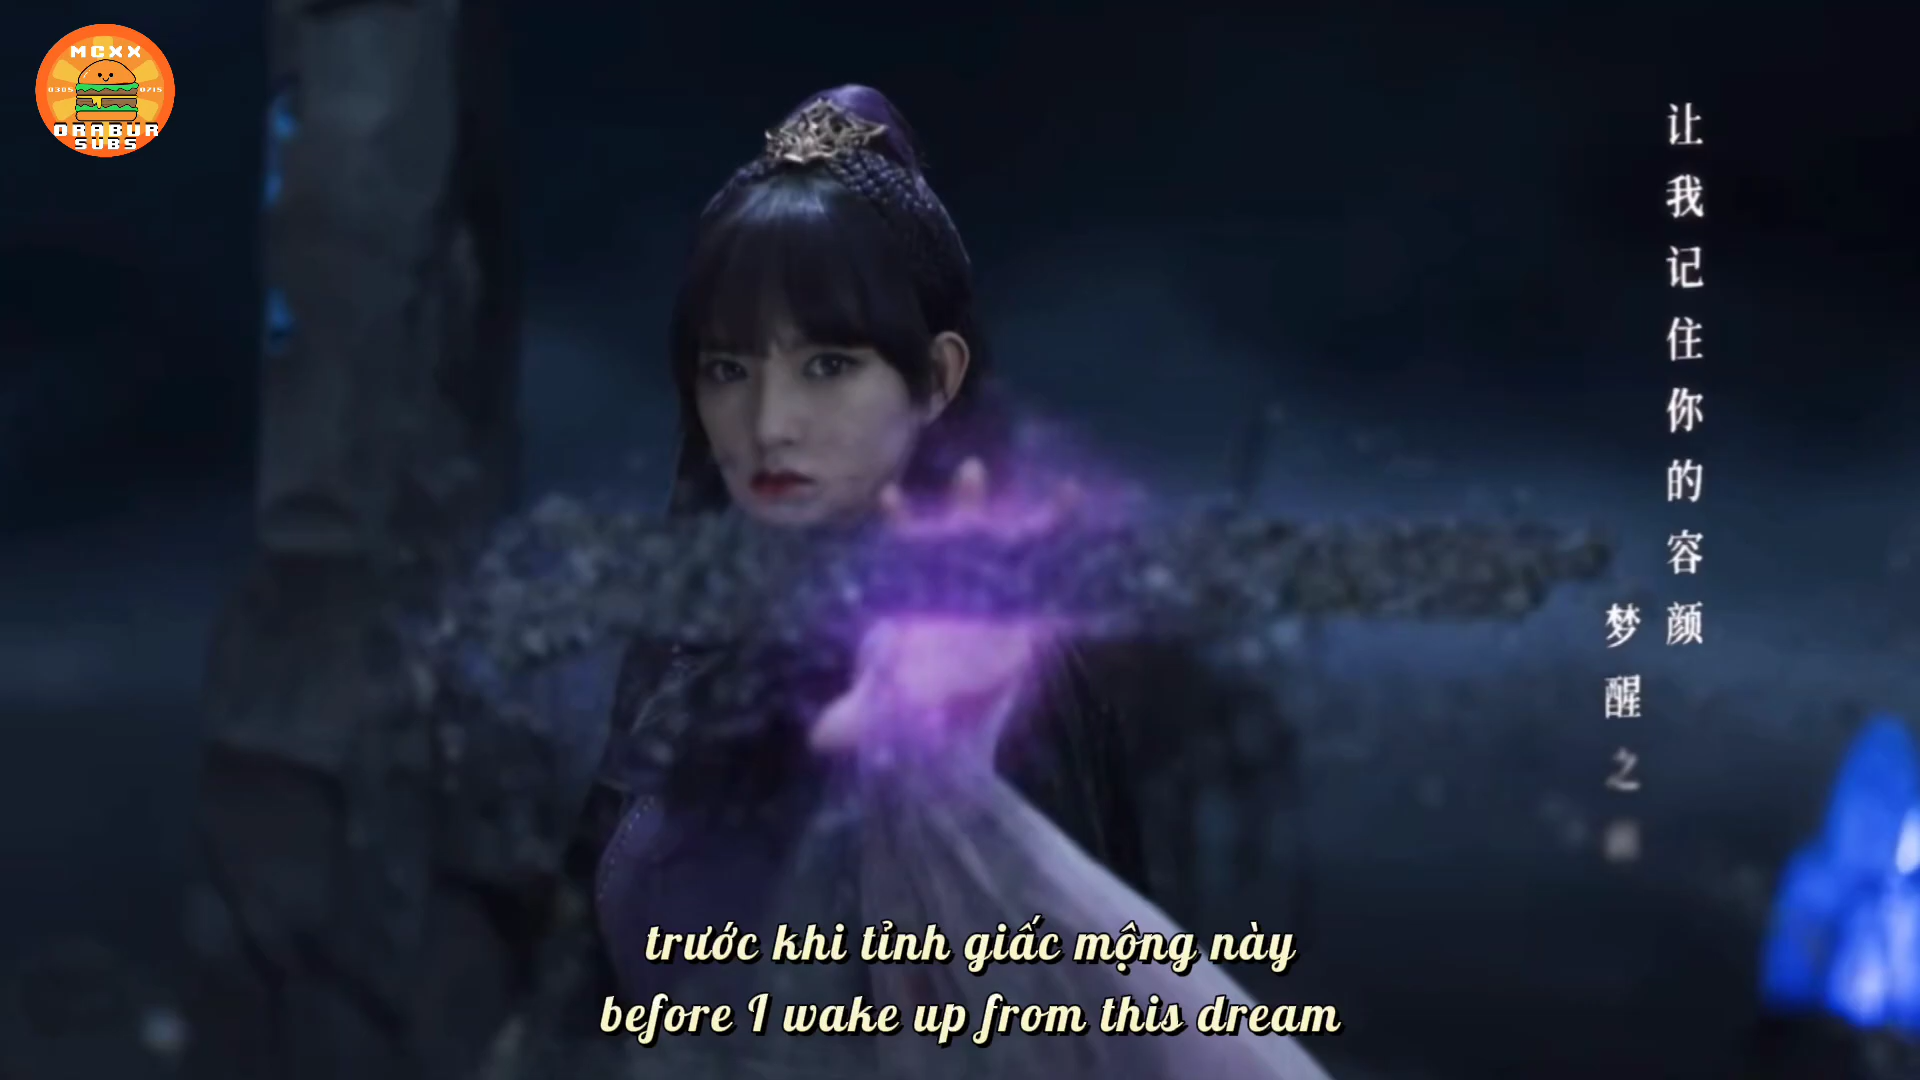 MCXX
0385 0715
ORABUR
SUBS
让我记住你的容颜
梦醒之
trước khi tỉnh giấc mộng này
before I wake up from this dream